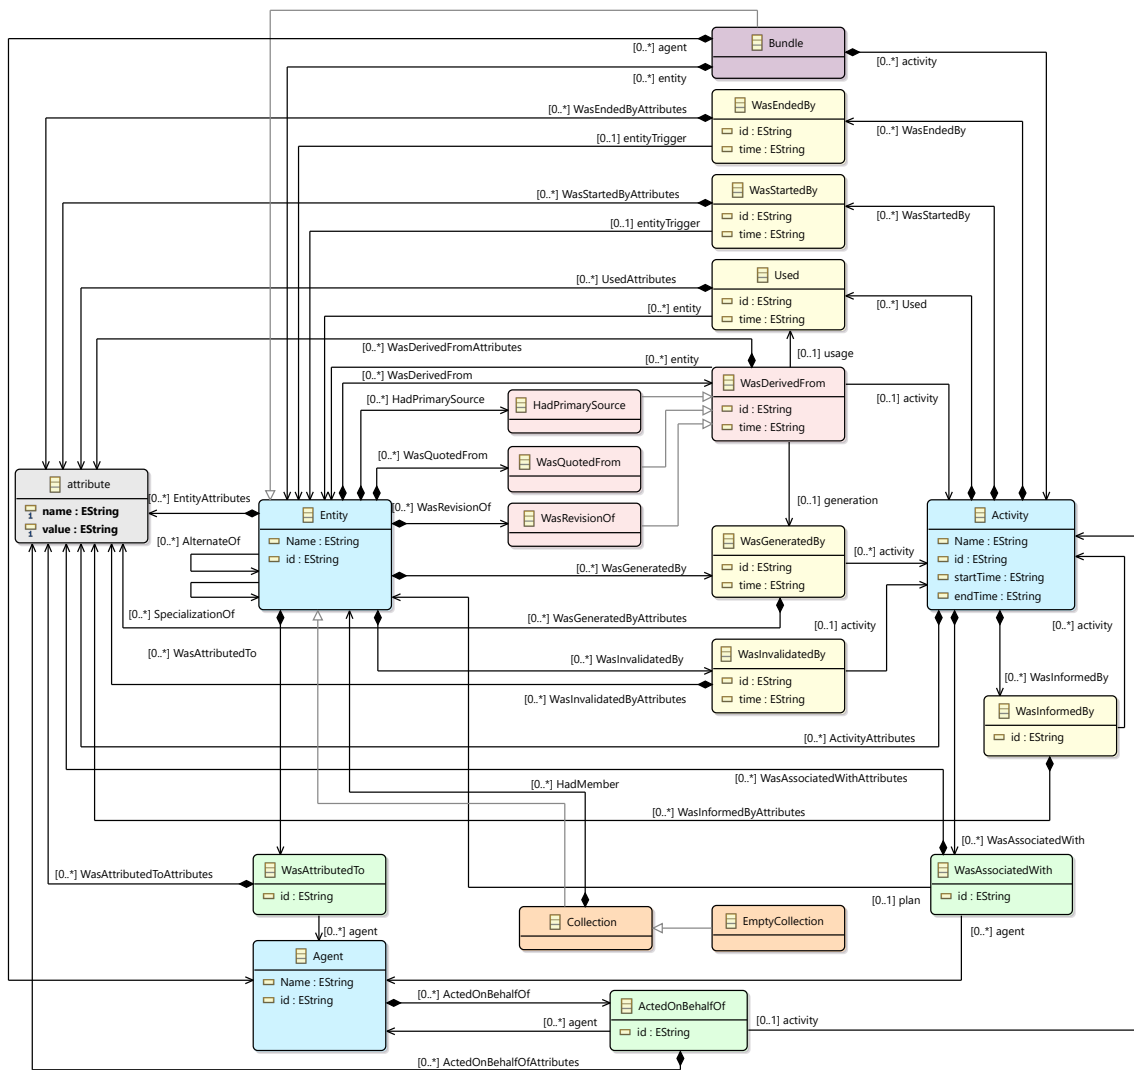 Bundle
[0..*] agent
[0..*] activity
[0..*] entity
WasEndedBy
[0..*] WasEndedByAttributes
id : EString
[0..*] WasEndedBy
[0..1] entityTrigger
time : EString
WasStartedBy
[0..*] WasStartedByAttributes
id : EString
[0..*] WasStartedBy
[0..1] entityTrigger
time : EString
Used
[0..*] UsedAttributes
id : EString
[0..*] Used
[0..*] entity
time : EString
[0..*] WasDerivedFromAttributes
[0..1] usage
[0..*] entity
[0..*] WasDerivedFrom
WasDerivedFrom
[0..*] HadPrimarySource
HadPrimarySource
id : EString
[0..1] activity
time : EString
[0..*] WasQuotedFrom
WasQuotedFrom
attribute
name : EString
value : EString
[0..*] EntityAttributes
[0..1] generation
[0..*] WasRevisionOf
WasRevisionOf
Entity
Name : EString
id : EString
Activity
Name : EString
id : EString
startTime : EString
endTime : EString
[0..*] AlternateOf
WasGeneratedBy
id : EString
time : EString
[0..*] activity
[0..*] WasGeneratedBy
[0..*] SpecializationOf
[0..*] WasGeneratedByAttributes
[0..1] activity
[0..*] activity
[0..*] WasAttributedTo
[0..*] WasInvalidatedBy
WasInvalidatedBy
id : EString
time : EString
[0..*] WasInvalidatedByAttributes
[0..*] WasInformedBy
WasInformedBy
id : EString
[0..*] ActivityAttributes
[0..*] WasAssociatedWithAttributes
[0..*] HadMember
[0..*] WasInformedByAttributes
[0..*] WasAssociatedWith
WasAttributedTo
id : EString
[0..*] WasAttributedToAttributes
WasAssociatedWith
id : EString
[0..1] plan
Collection
EmptyCollection
[0..*] agent
[0..*] agent
Agent
Name : EString
id : EString
[0..*] ActedOnBehalfOf
ActedOnBehalfOf
id : EString
[0..*] agent
[0..1] activity
[0..*] ActedOnBehalfOfAttributes